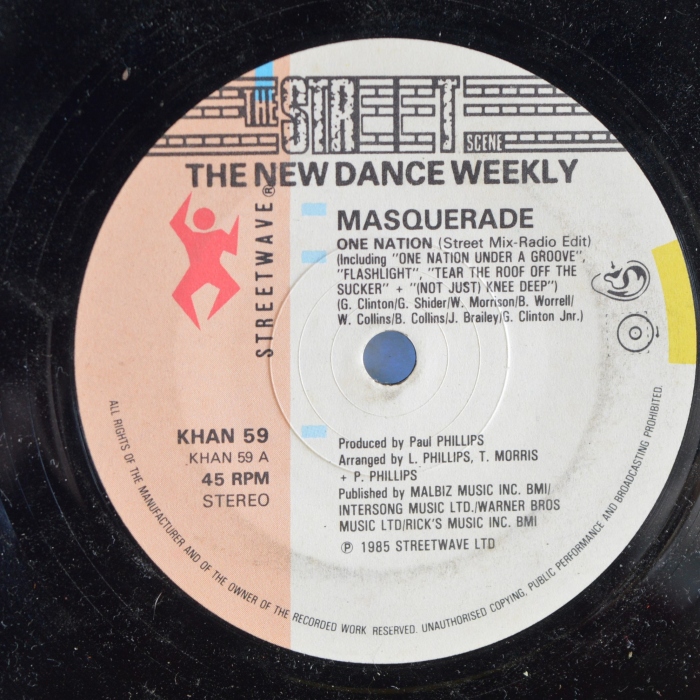 THE STREET
SCENE
THE NEW DANCE WEEKLY
STREETWAVE®
MASQUERADE
ONE NATION (Street Mix-Radio Edit)
(Including "ONE NATION UNDER A GROOVE",
"FLASHLIGHT", "TEAR THE ROOF OFF THE
SUCKER" + "(NOT JUST) KNEE DEEP")
(G. Clinton/G. Shider/W. Morrison/B. Worrell/
W. Collins/B. Collins/J. Brailey/G. Clinton Jnr.)
KHAN 59
KHAN 59 A
45 RPM
STEREO
Produced by Paul PHILLIPS
Arranged by L. PHILLIPS, T. MORRIS
+ P. PHILLIPS
Published by MALBIZ MUSIC INC. BMI/
INTERSONG MUSIC LTD./WARNER BROS
MUSIC LTD/RICK'S MUSIC INC. BMI
℗ 1985 STREETWAVE LTD
ALL RIGHTS OF THE MANUFACTURER AND OF THE OWNER OF THE RECORDED WORK RESERVED. UNAUTHORISED COPYING, PUBLIC PERFORMANCE AND BROADCASTING PROHIBITED.